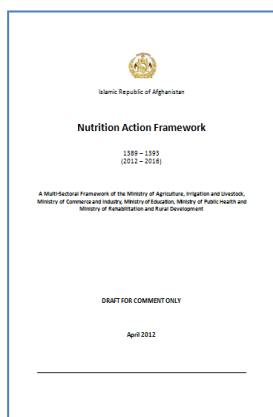 Islamic Republic of Afghanistan
Nutrition Action Framework
1389 – 1393
(2012 – 2016)
A Multi-Sectoral Framework of the Ministry of Agriculture, Irrigation and Livestock,
Ministry of Commerce and Industry, Ministry of Education, Ministry of Public Health and
Ministry of Rehabilitation and Rural Development
DRAFT FOR COMMENT ONLY
April 2012